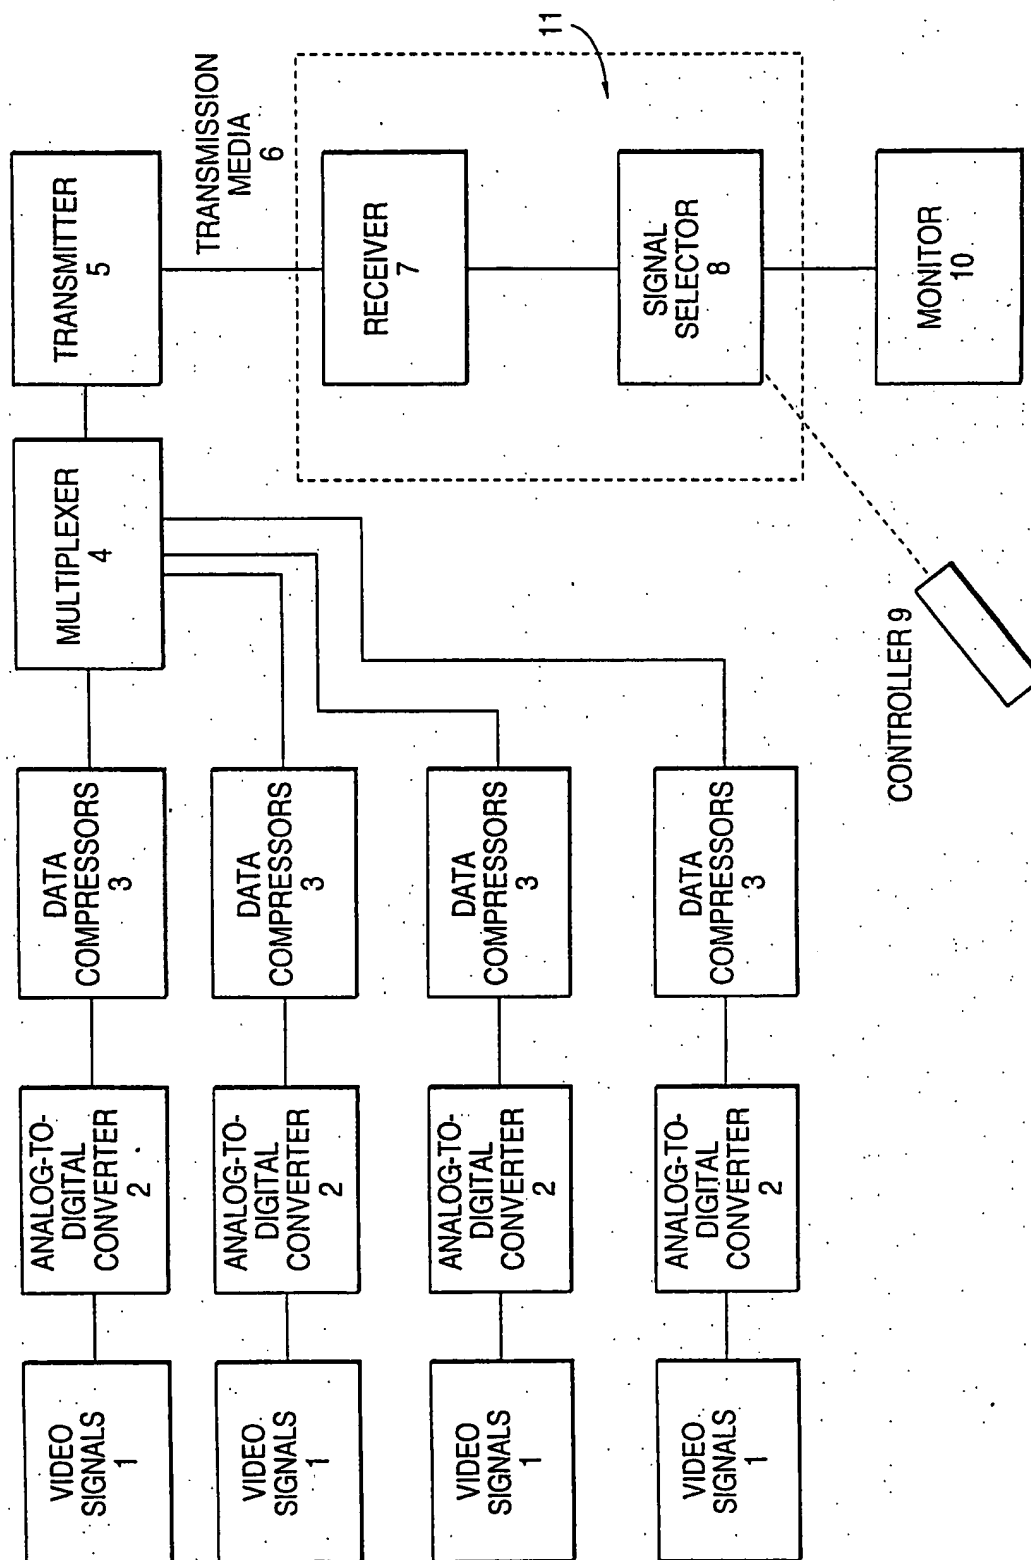 VIDEO
SIGNALS
1
ANALOG-TO-
DIGITAL
CONVERTER
2
DATA
COMPRESSORS
3
MULTIPLEXER
4
TRANSMITTER
5
VIDEO
SIGNALS
1
ANALOG-TO-
DIGITAL
CONVERTER
2
DATA
COMPRESSORS
3
TRANSMISSION
MEDIA
6
VIDEO
SIGNALS
1
ANALOG-TO-
DIGITAL
CONVERTER
2
DATA
COMPRESSORS
3
RECEIVER
7
VIDEO
SIGNALS
1
ANALOG-TO-
DIGITAL
CONVERTER
2
DATA
COMPRESSORS
3
SIGNAL
SELECTOR
8
11
CONTROLLER 9
MONITOR
10